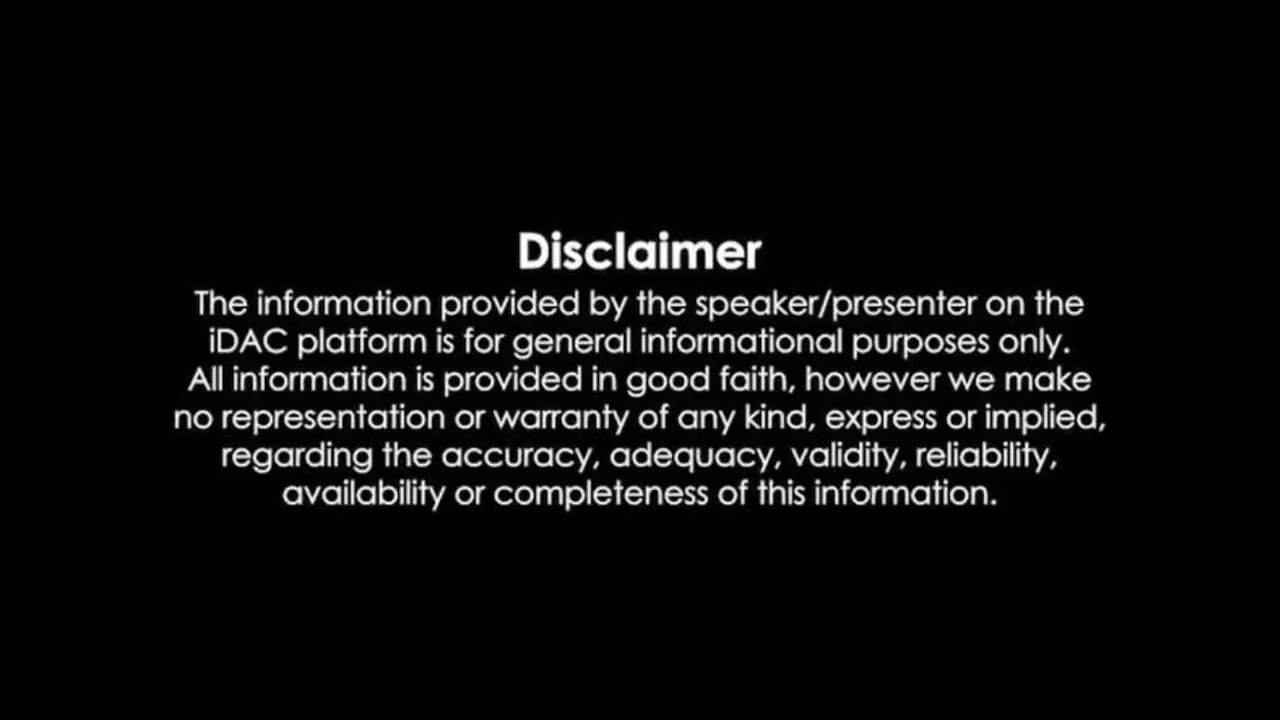 Disclaimer
The information provided by the speaker/presenter on the
iDAC platform is for general informational purposes only.
All information is provided in good faith, however we make
no representation or warranty of any kind, express or implied,
regarding the accuracy, adequacy, validity, reliability,
availability or completeness of this information.